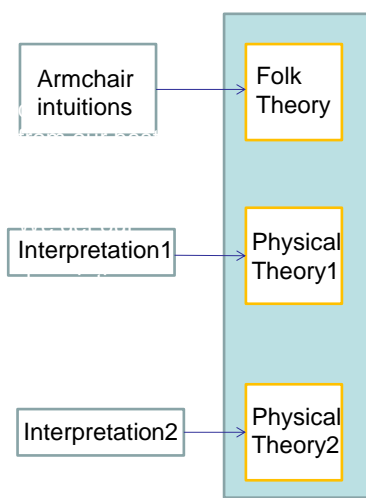 Armchair
intuitions
Folk
Theory
Interpretation1
Physical
Theory1
Interpretation2
Physical
Theory2